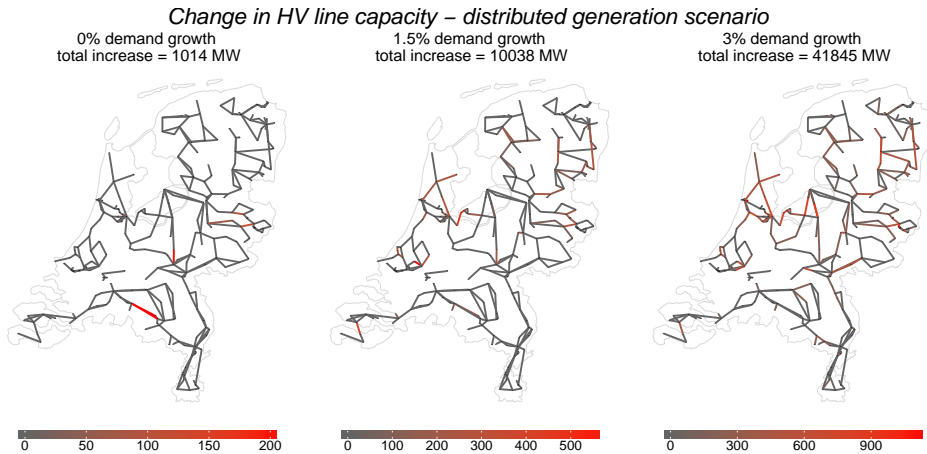 Change in HV line capacity – distributed generation scenario
0% demand growth
total increase = 1014 MW
1.5% demand growth
total increase = 10038 MW
3% demand growth
total increase = 41845 MW
0 50 100 150 200
0 100 200 300 400 500
0 300 600 900